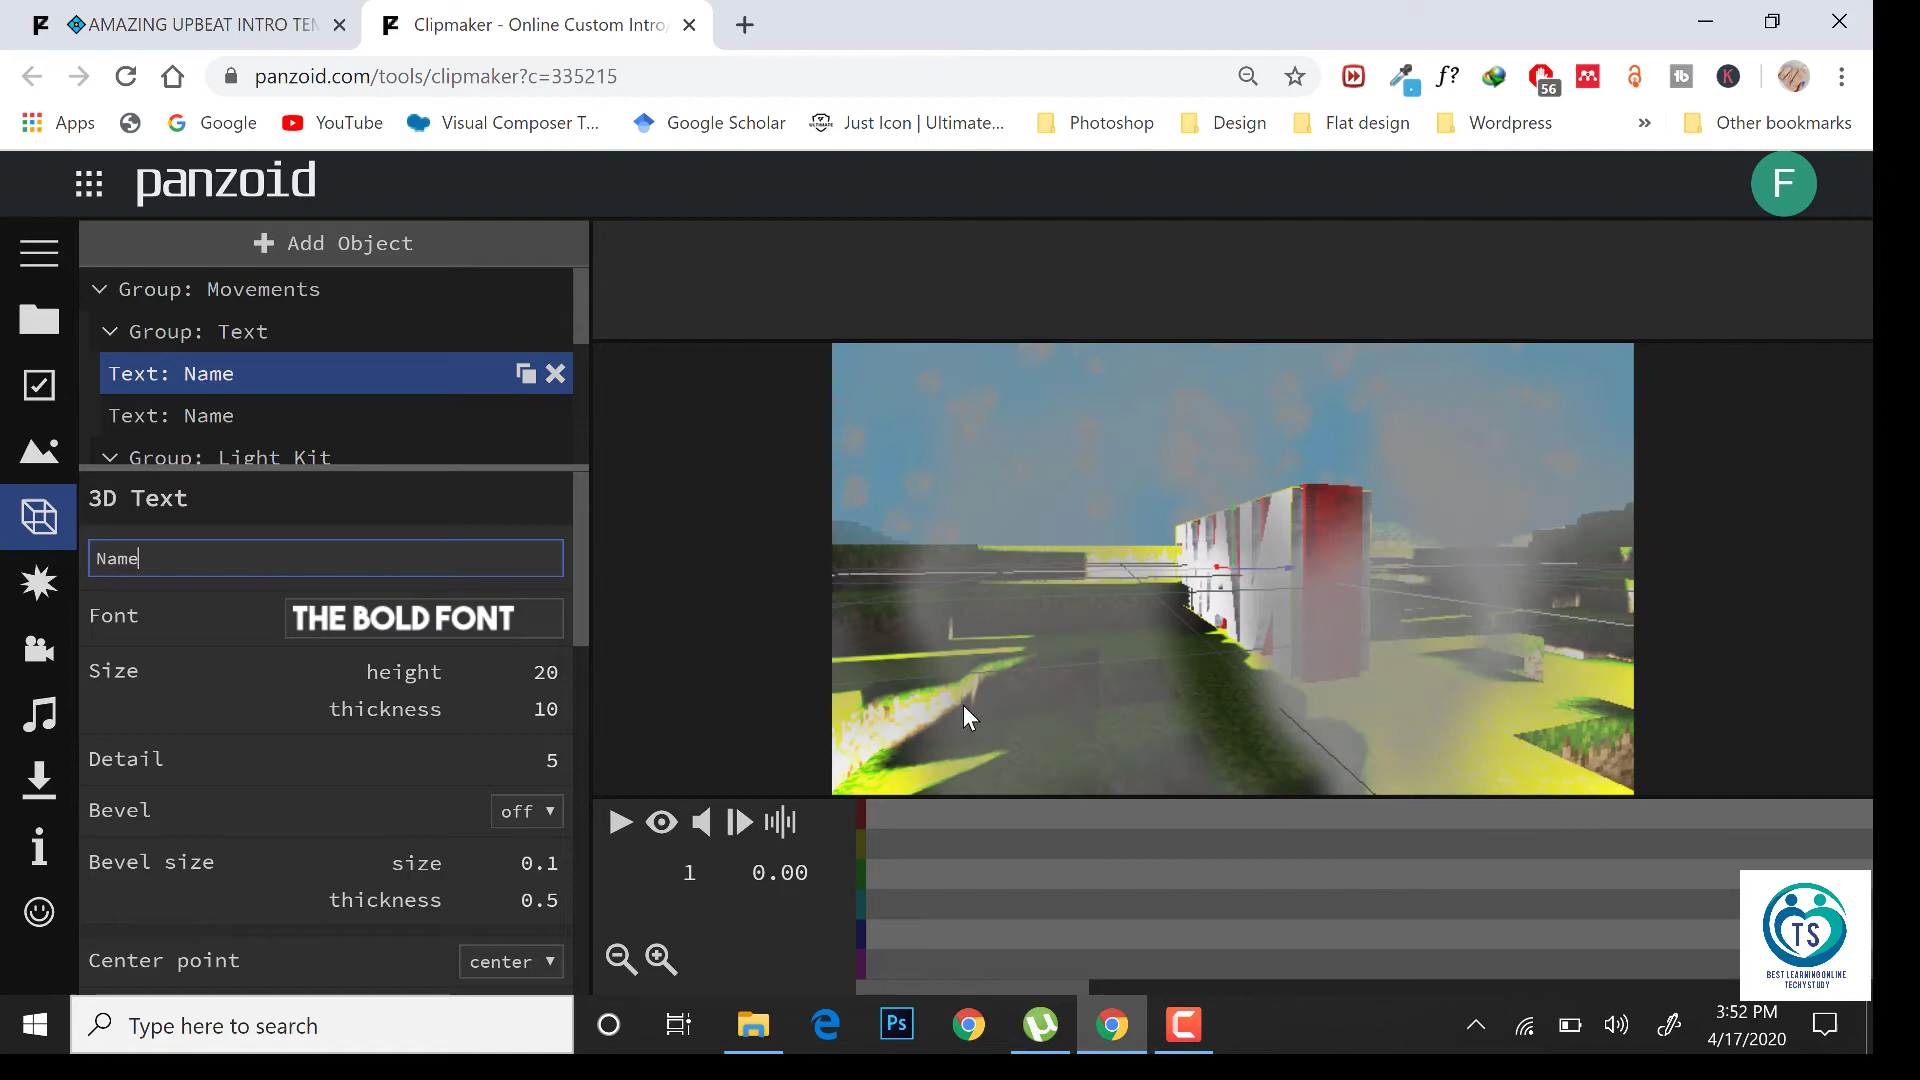 AMAZING UPBEAT INTRO TEN
Clipmaker - Online Custom Intro/
panzoid.com/tools/clipmaker?c=335215
f?
56
tb
K
Apps
Google
YouTube
Visual Composer T...
Google Scholar
Just Icon | Ultimate...
Photoshop
Design
Flat design
Wordpress
»
Other bookmarks
panzoid
F
Add Object
Group: Movements
Group: Text
Text: Name
Text: Name
Group: Light Kit
3D Text
Name
Font
THE BOLD FONT
Size
height
20
thickness
10
Detail
5
Bevel
off
Bevel size
size
0.1
thickness
0.5
Center point
center
1
0.00
TS
BEST LEARNING ONLINE
TECHYSTUDY
Type here to search
Ps
3:52 PM
4/17/2020